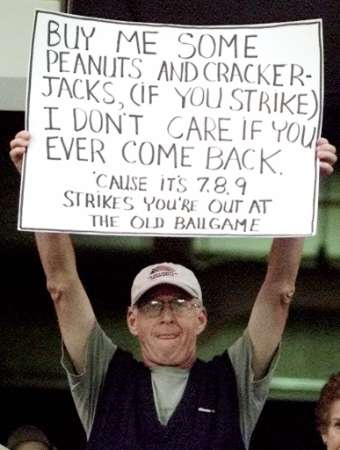 BUY ME SOME
PEANUTS AND CRACKER-
JACKS, (IF YOU STRIKE)
I DON'T CARE IF YOU
EVER COME BACK.
'CAUSE IT'S 7.8.9
STRIKES YOU'RE OUT AT
THE OLD BALLGAME